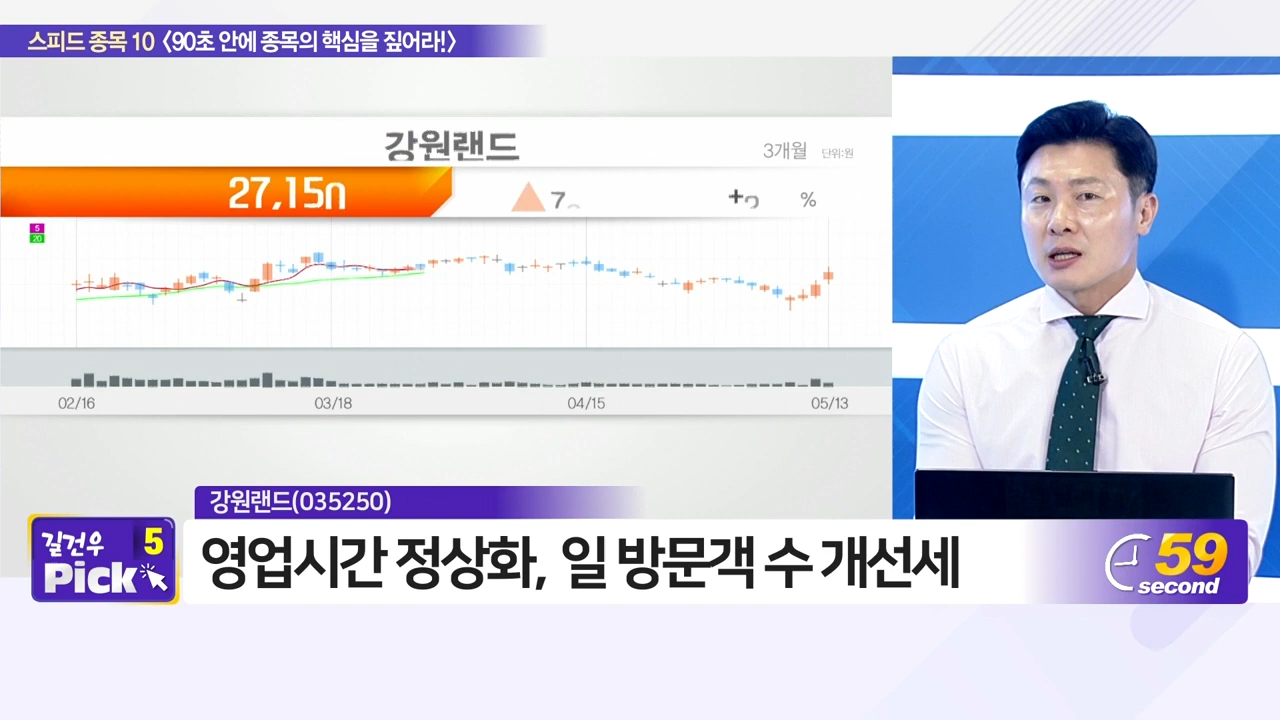 스피드 종목 10 <90초 안에 종목의 핵심을 짚어라!>
강원랜드
3개월 단위:원
%
5
20
02/16 03/18 04/15 05/13
강원랜드(035250)
길건우 5
Pick
영업시간 정상화, 일 방문객 수 개선세
59
second